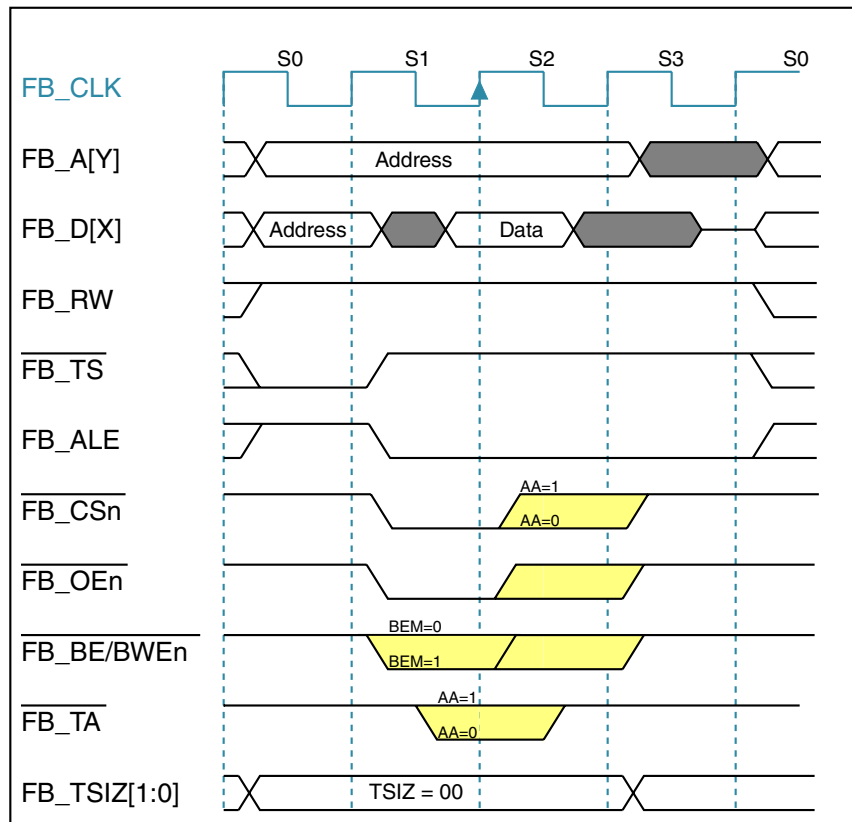 S0 S1 S2 S3 S0
FB_CLK
FB_A[Y] Address
FB_D[X] Address Data
FB_RW
FB_TS
FB_ALE
FB_CSn AA=1
AA=0
FB_OEn
FB_BE/BWEn BEM=0
BEM=1
FB_TA AA=1
AA=0
FB_TSIZ[1:0] TSIZ = 00